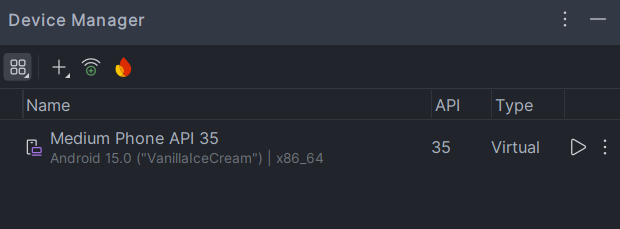 Device Manager
Name API Type
Medium Phone API 35
Android 15.0 ("VanillaIceCream") | x86_64
35 Virtual